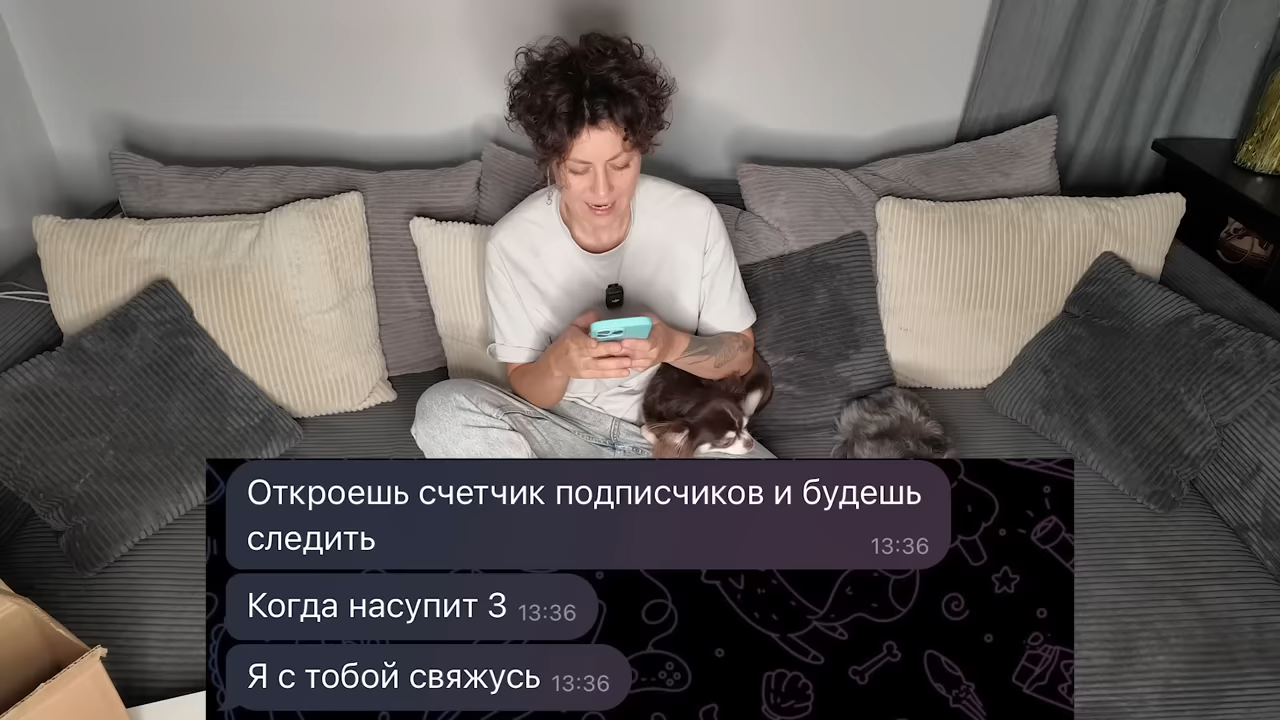 Откроешь счетчик подписчиков и будешь
следить
13:36
Когда насупит 3 13:36
Я с тобой свяжусь 13:36